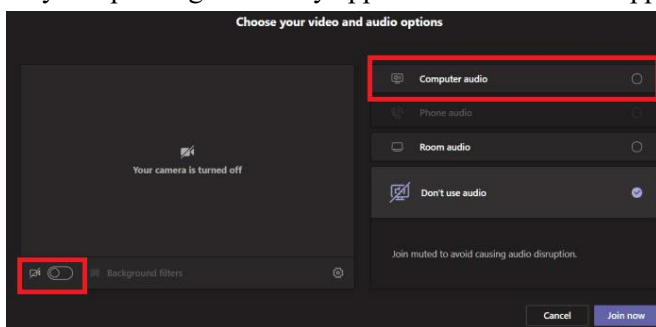 Choose your video and audio options
Computer audio
Phone audio
Your camera is turned off
Room audio
Don't use audio
Join muted to avoid causing audio disruption.
Background filters
Cancel
Join now